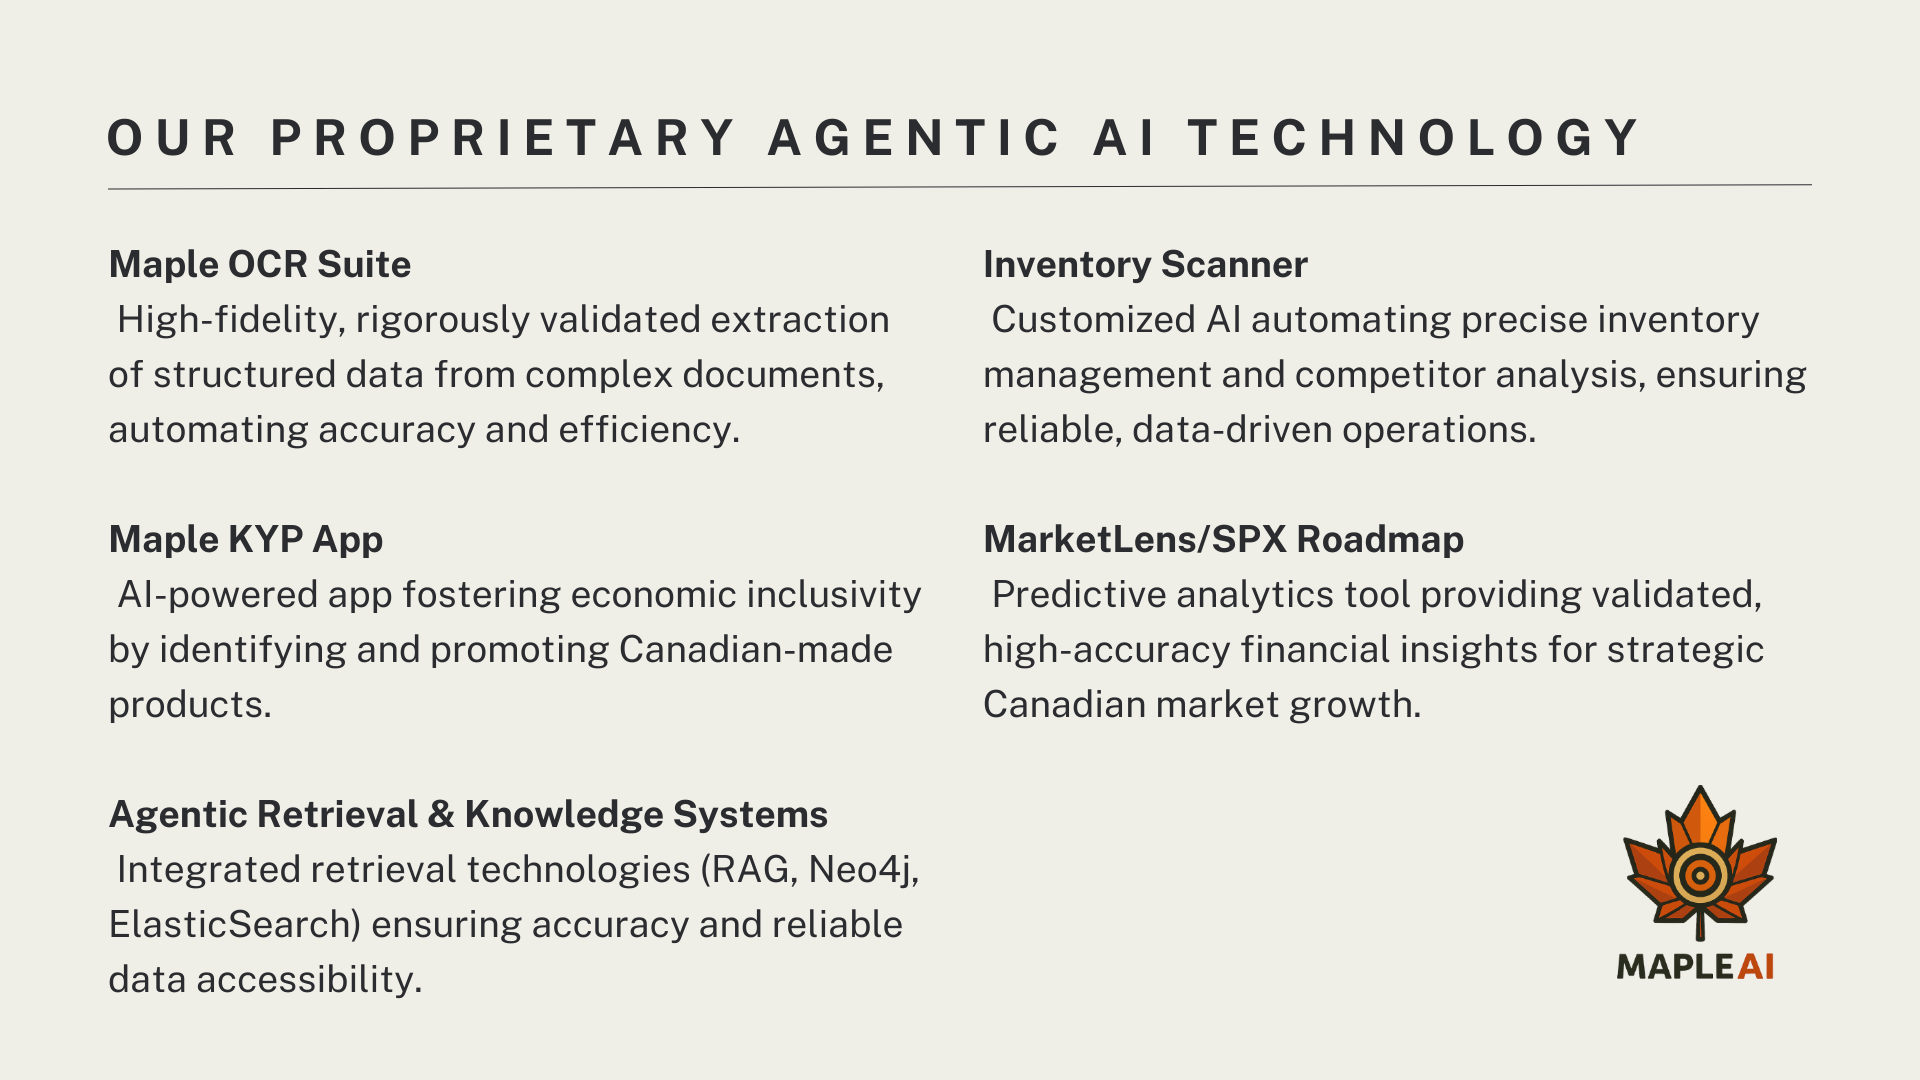 OUR PROPRIETARY AGENTIC AI TECHNOLOGY
Maple OCR Suite
High-fidelity, rigorously validated extraction
of structured data from complex documents,
automating accuracy and efficiency.
Maple KYP App
AI-powered app fostering economic inclusivity
by identifying and promoting Canadian-made
products.
Agentic Retrieval & Knowledge Systems
Integrated retrieval technologies (RAG, Neo4j,
ElasticSearch) ensuring accuracy and reliable
data accessibility.
Inventory Scanner
Customized AI automating precise inventory
management and competitor analysis, ensuring
reliable, data-driven operations.
MarketLens/SPX Roadmap
Predictive analytics tool providing validated,
high-accuracy financial insights for strategic
Canadian market growth.
MAPLE AI